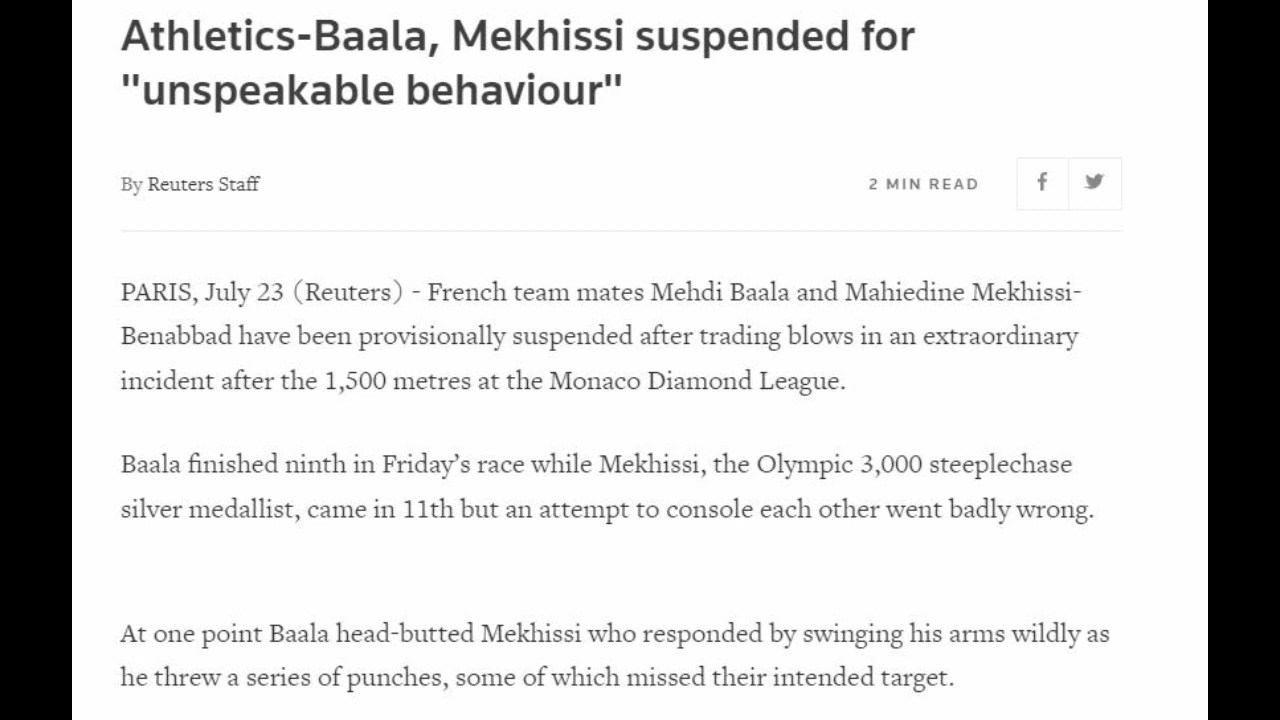 Athletics-Baala, Mekhissi suspended for
"unspeakable behaviour"
By Reuters Staff
2 MIN READ
PARIS, July 23 (Reuters) - French team mates Mehdi Baala and Mahiedine Mekhissi-
Benabbad have been provisionally suspended after trading blows in an extraordinary
incident after the 1,500 metres at the Monaco Diamond League.
Baala finished ninth in Friday’s race while Mekhissi, the Olympic 3,000 steeplechase
silver medallist, came in 11th but an attempt to console each other went badly wrong.
At one point Baala head-butted Mekhissi who responded by swinging his arms wildly as
he threw a series of punches, some of which missed their intended target.